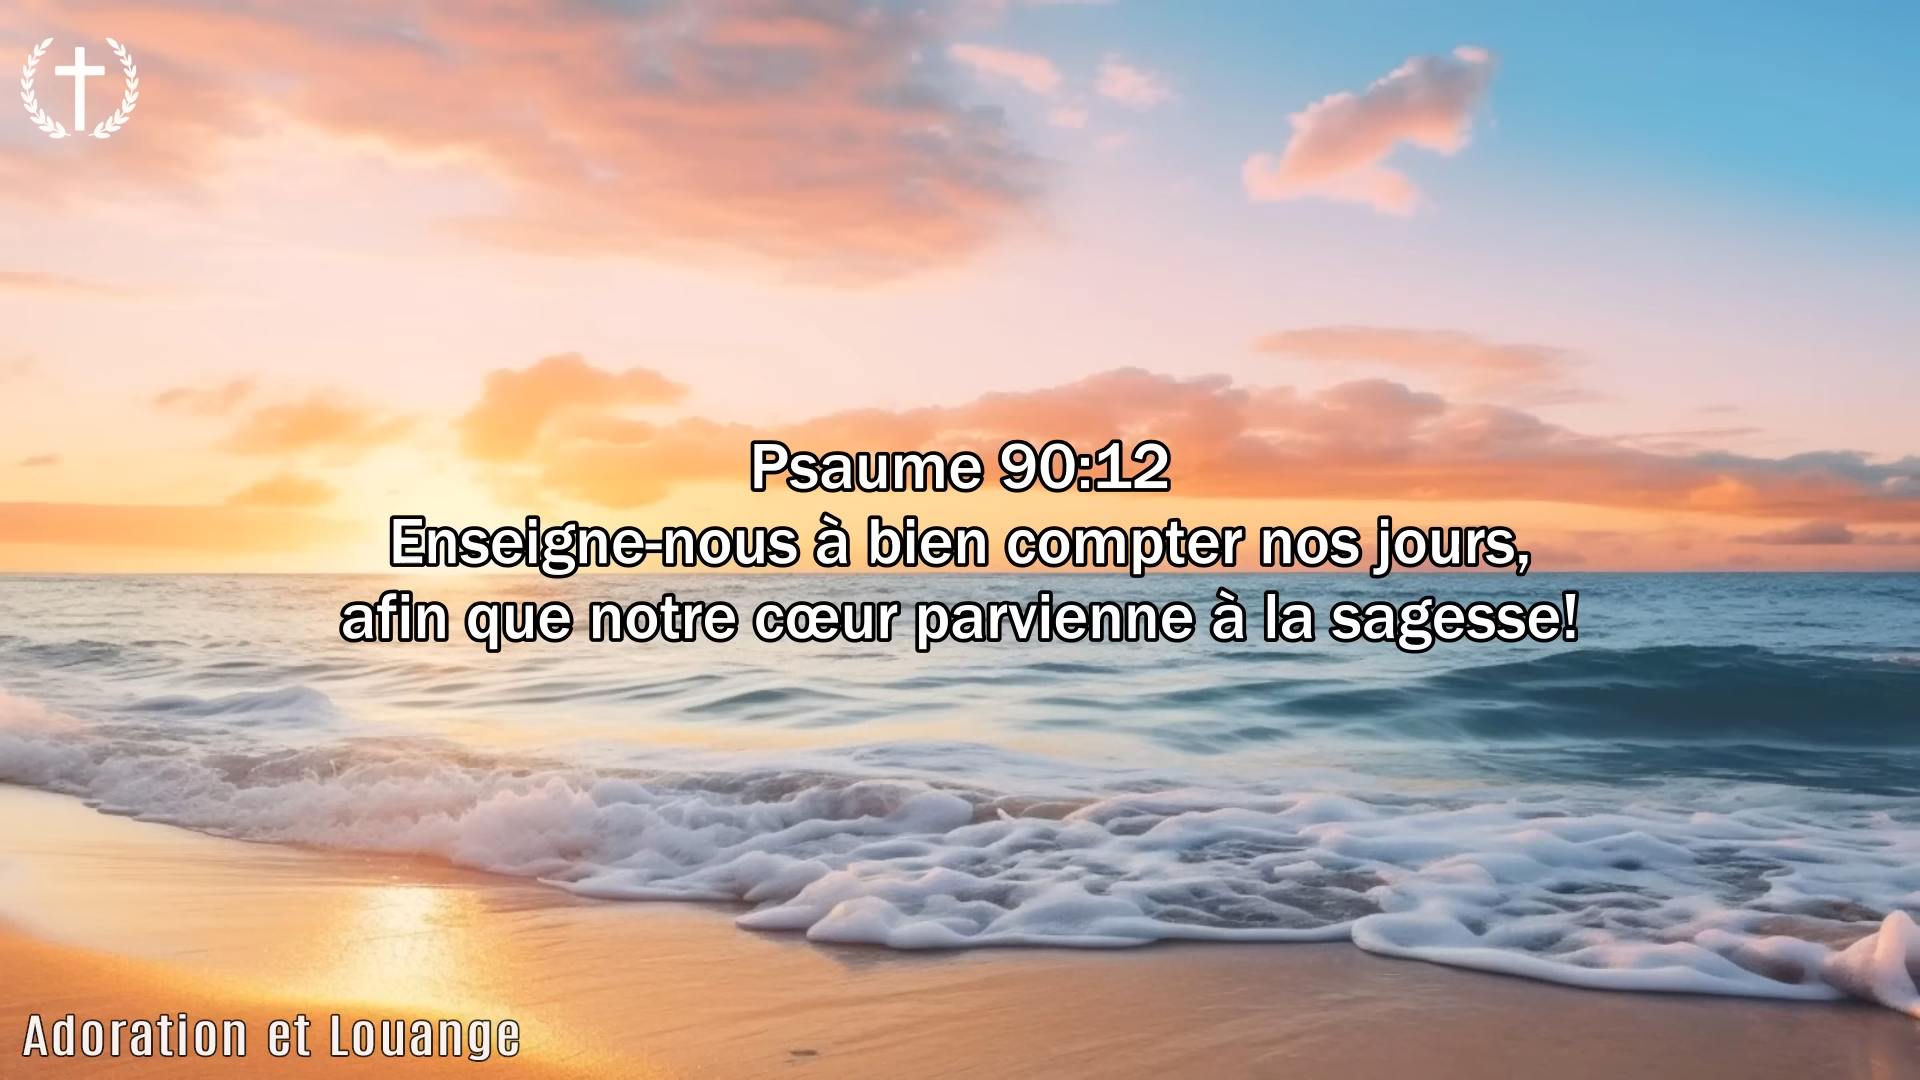 Psaume 90:12
Enseigne-nous à bien compter nos jours,
afin que notre cœur parvienne à la sagesse!
Adoration et Louange